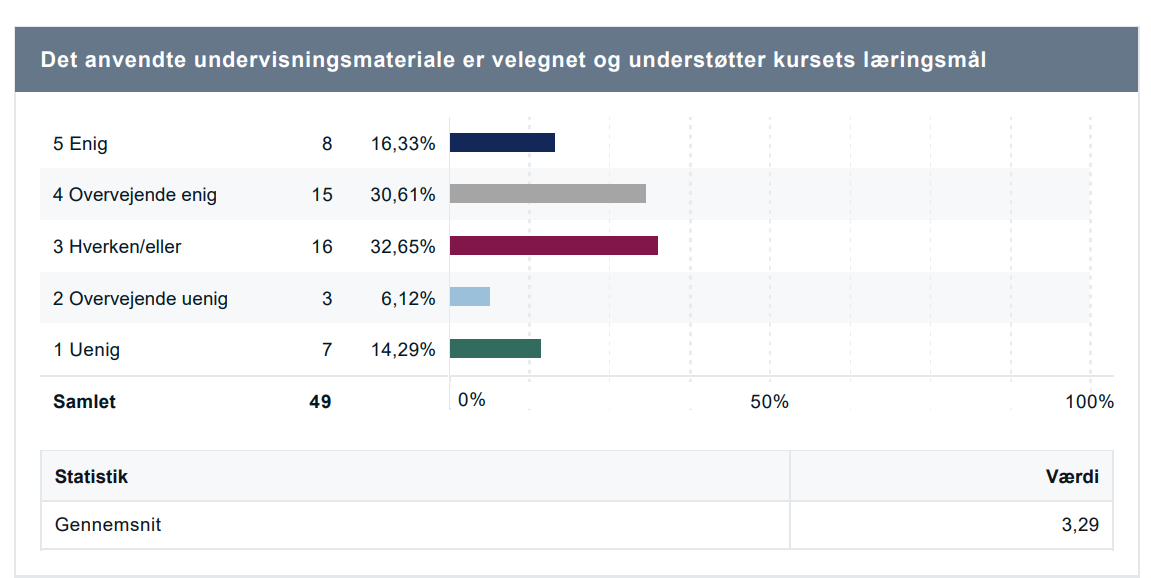 Det anvendte undervisningsmateriale er velegnet og understøtter kursets læringsmål
5 Enig 8 16,33%
4 Overvejende enig 15 30,61%
3 Hverken/eller 16 32,65%
2 Overvejende uenig 3 6,12%
1 Uenig 7 14,29%
Samlet 49 0% 50% 100%
Statistik Værdi
Gennemsnit 3,29